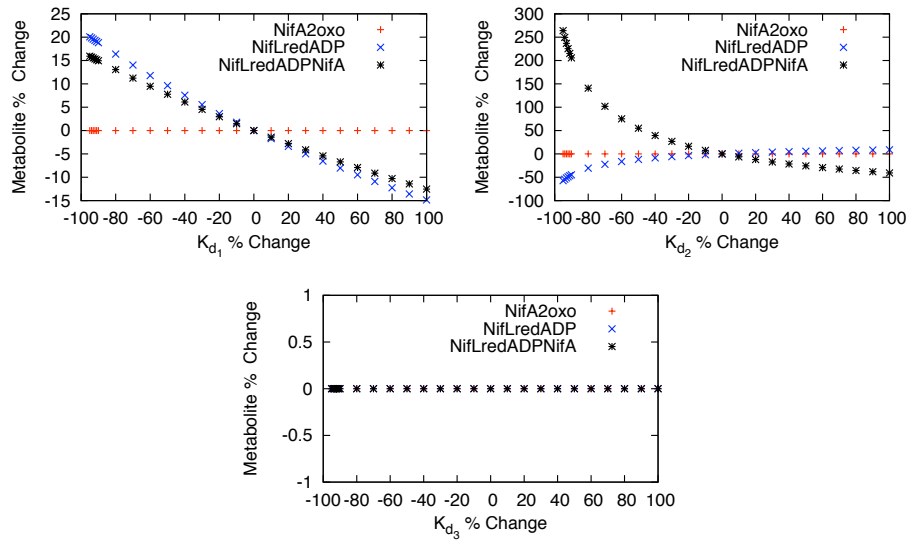 25
20
15
10
5
0
-5
-10
15
Metabolite % Change
NifA2oxo
NifLredADP
NifLredADPNifA
-100 -80 -60 -40 -20 0 20 40 60 80 100
Kd1 % Change
300
250
200
150
100
50
0
-50
100
Metabolite % Change
NifA2oxo
NifLredADP
NifLredADPNifA
-100 -80 -60 -40 -20 0 20 40 60 80 100
Kd2 % Change
1
0.5
0
-0.5
-1
Metabolite % Change
NifA2oxo
NifLredADP
NifLredADPNifA
-100 -80 -60 -40 -20 0 20 40 60 80 100
Kd3 % Change